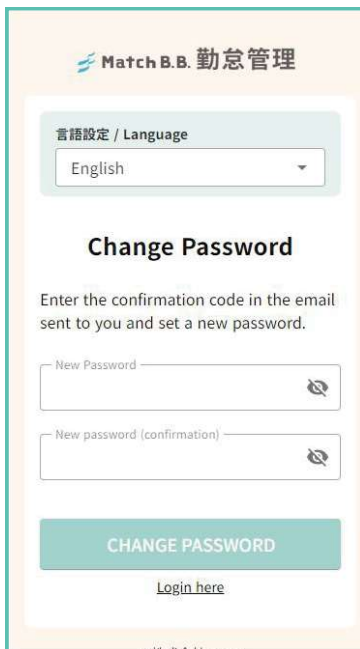 Match B.B. 勤怠管理
言語設定 / Language
English
Change Password
Enter the confirmation code in the email
sent to you and set a new password.
New Password
New password (confirmation)
CHANGE PASSWORD
Login here